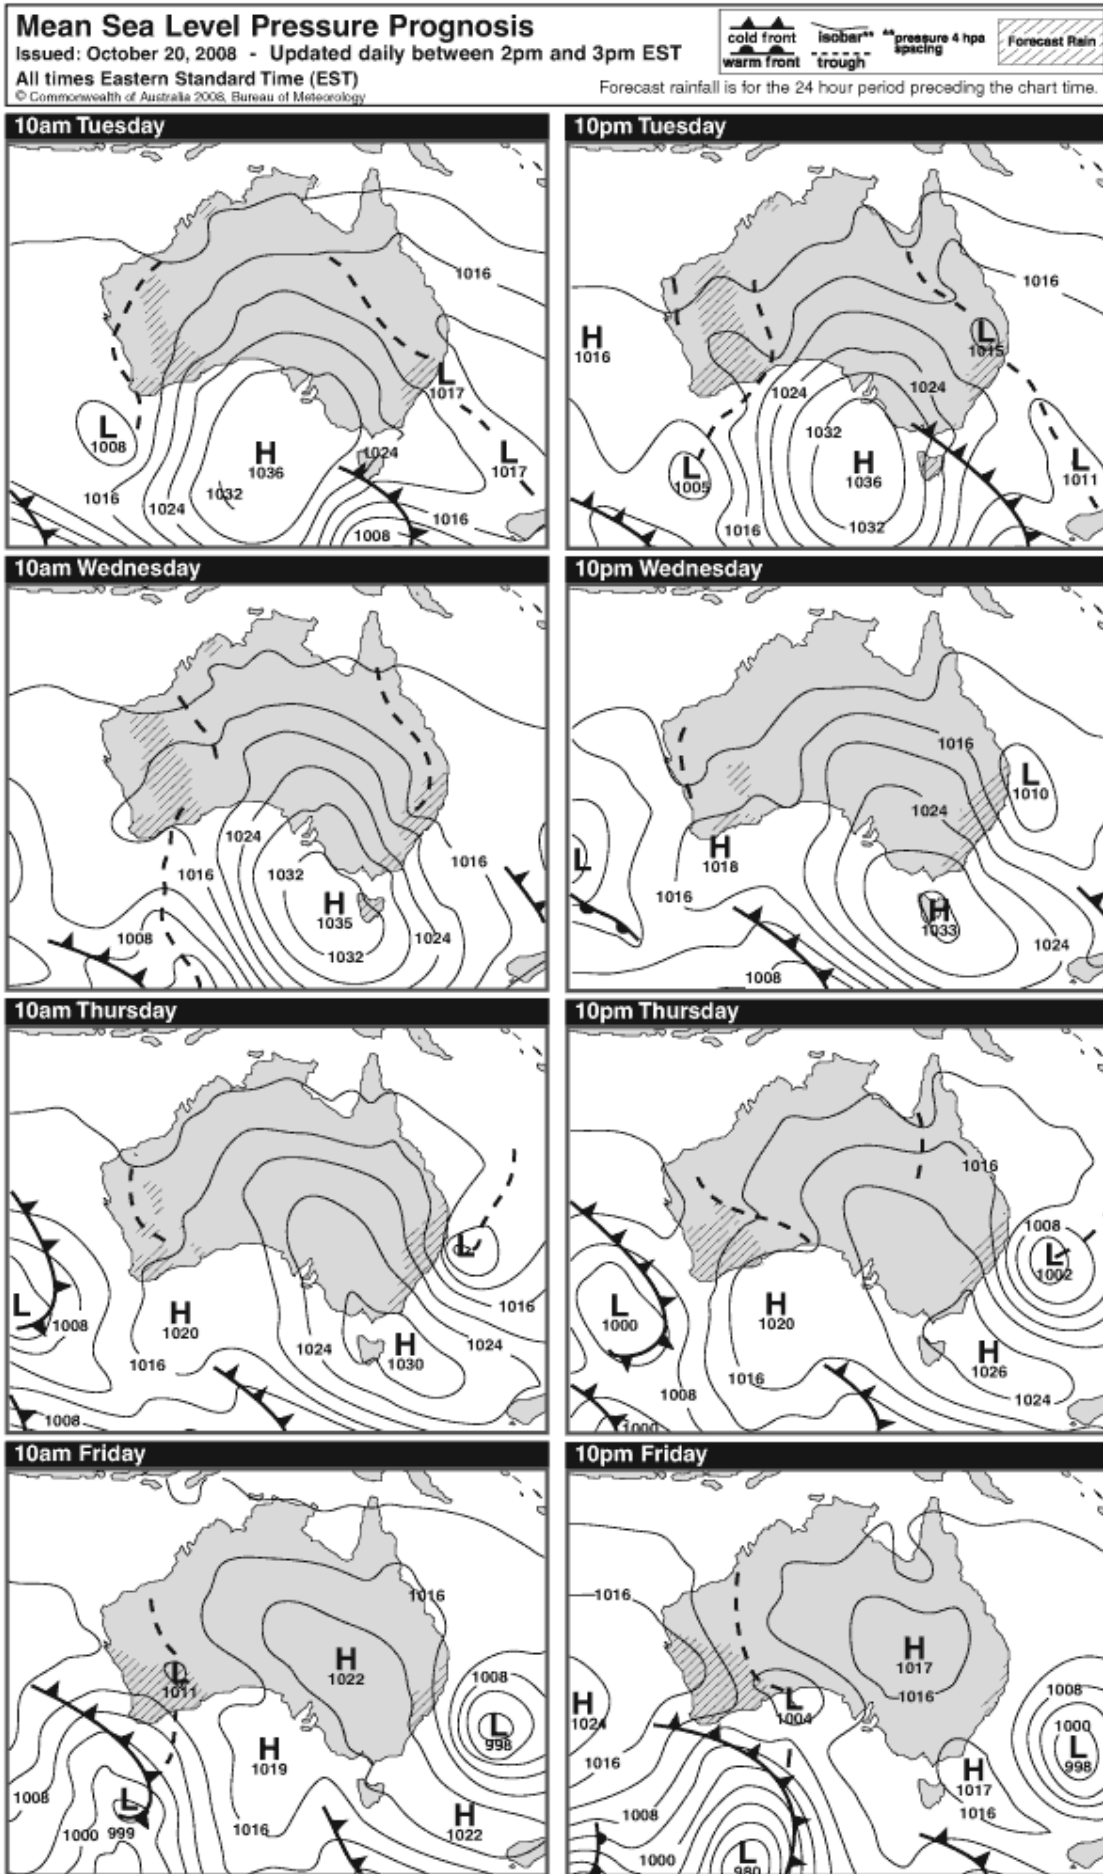 Mean Sea Level Pressure Prognosis
Issued: October 20, 2008 - Updated daily between 2pm and 3pm EST
All times Eastern Standard Time (EST)
© Commonwealth of Australia 2008, Bureau of Meteorology
cold front
warm front
isobar**
trough
**pressure 4 hpa
spacing
Forecast Rain
Forecast rainfall is for the 24 hour period preceding the chart time.
10am Tuesday
1016
L
1017
L
1008
H
1036
1024
L
1017
1032
1016
1024
1016
1008
10pm Tuesday
1016
H
1016
L
1015
1024
1024
1032
L
1005
H
1036
L
1011
1016
1032
10am Wednesday
1024
1016
1016
1032
H
1035
1008
1024
1032
10pm Wednesday
1016
L
1010
1024
H
1018
L
1016
H
1033
1024
1008
10am Thursday
L
L
1008
H
1020
1016
1016
1024
H
1030
1024
1008
10pm Thursday
1016
1008
L
1002
L
1000
H
1020
H
1026
1016
1008
1024
1000
10am Friday
1016
H
1022
L
1011
1008
L
998
H
1019
1008
L
999
1000
1016
H
1022
10pm Friday
1016
H
1017
1016
1008
H
1024
L
1004
1000
L
998
1016
H
1017
1016
1008
1000
L
980